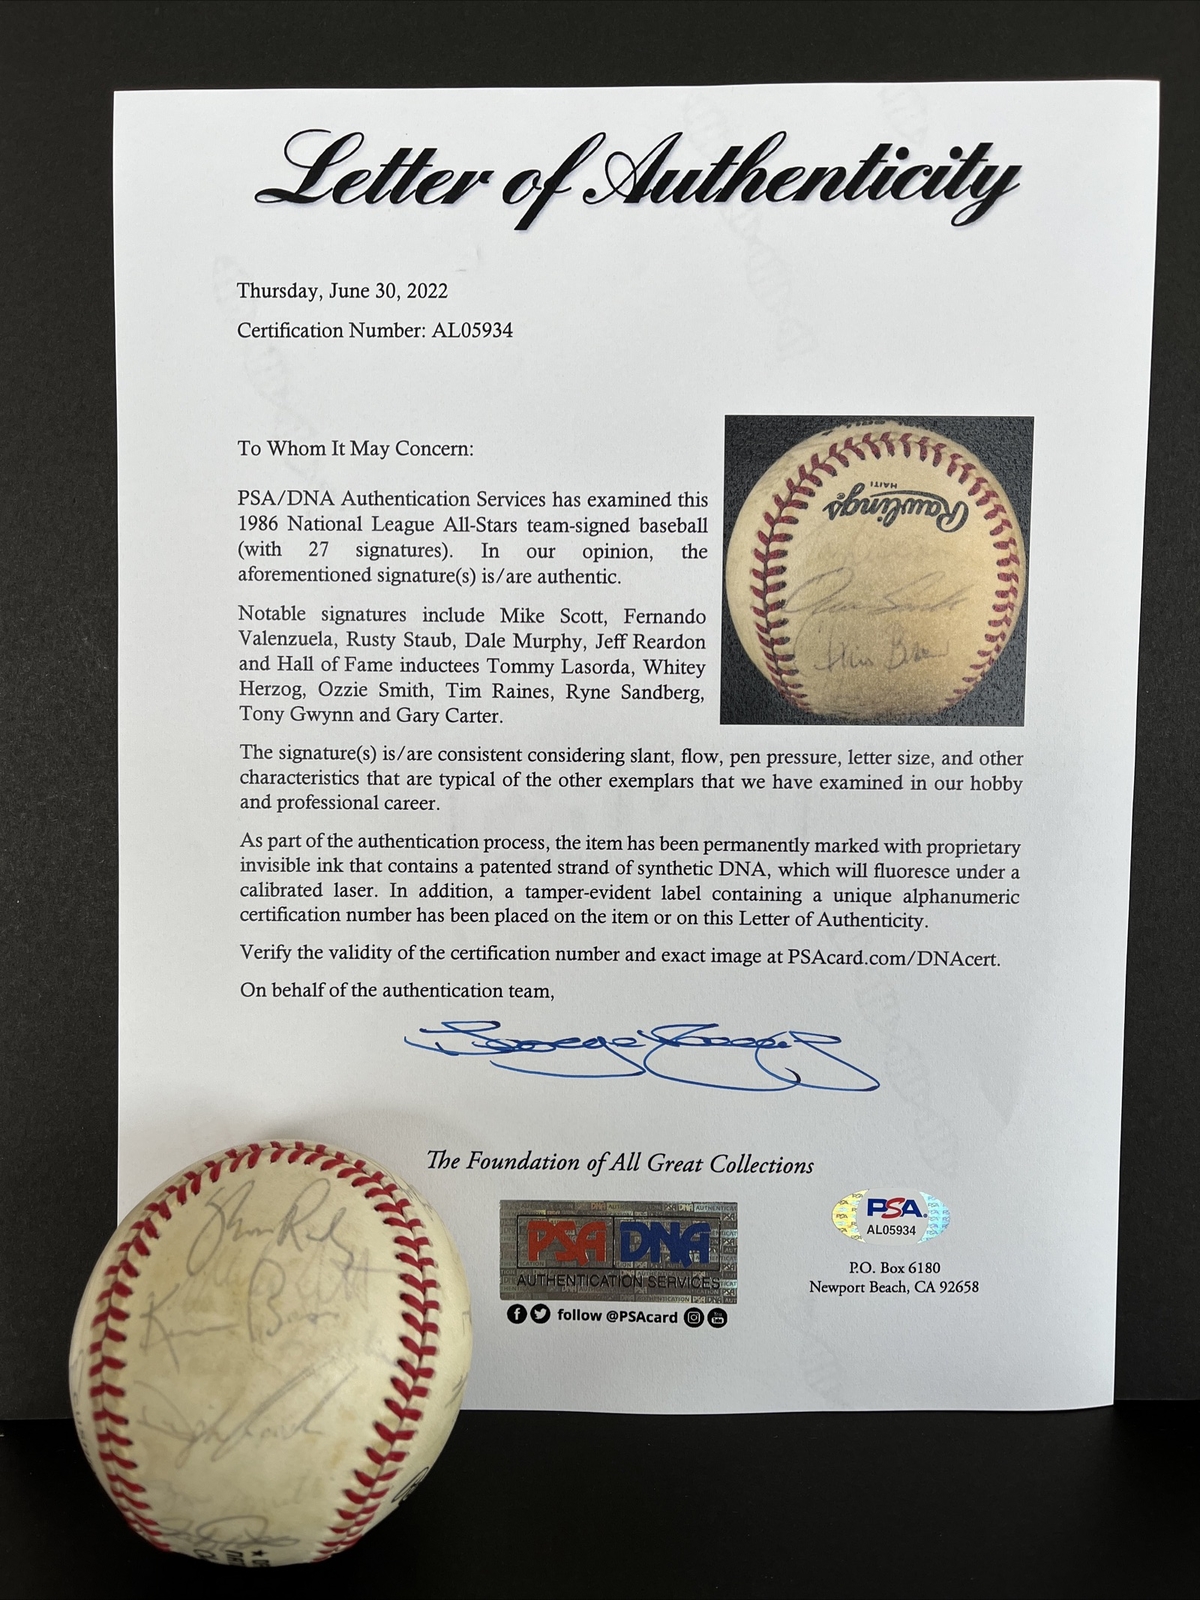 Letter of Authenticity
Thursday, June 30, 2022
Certification Number: AL05934
To Whom It May Concern:
PSA/DNA Authentication Services has examined this
1986 National League All-Stars team-signed baseball
(with 27 signatures). In our opinion, the
aforementioned signature(s) is/are authentic.
Notable signatures include Mike Scott, Fernando
Valenzuela, Rusty Staub, Dale Murphy, Jeff Reardon
and Hall of Fame inductees Tommy Lasorda, Whitey
Herzog, Ozzie Smith, Tim Raines, Ryne Sandberg,
Tony Gwynn and Gary Carter.
Rawlings
HAITI
The signature(s) is/are consistent considering slant, flow, pen pressure, letter size, and other
characteristics that are typical of the other exemplars that we have examined in our hobby
and professional career.
As part of the authentication process, the item has been permanently marked with proprietary
invisible ink that contains a patented strand of synthetic DNA, which will fluoresce under a
calibrated laser. In addition, a tamper-evident label containing a unique alphanumeric
certification number has been placed on the item or on this Letter of Authenticity.
Verify the validity of the certification number and exact image at PSAcard.com/DNAcert.
On behalf of the authentication team,
The Foundation of All Great Collections
PSA DNA
AUTHENTICATION SERVICES
follow @PSAcard
PSA
AL05934
P.O. Box 6180
Newport Beach, CA 92658